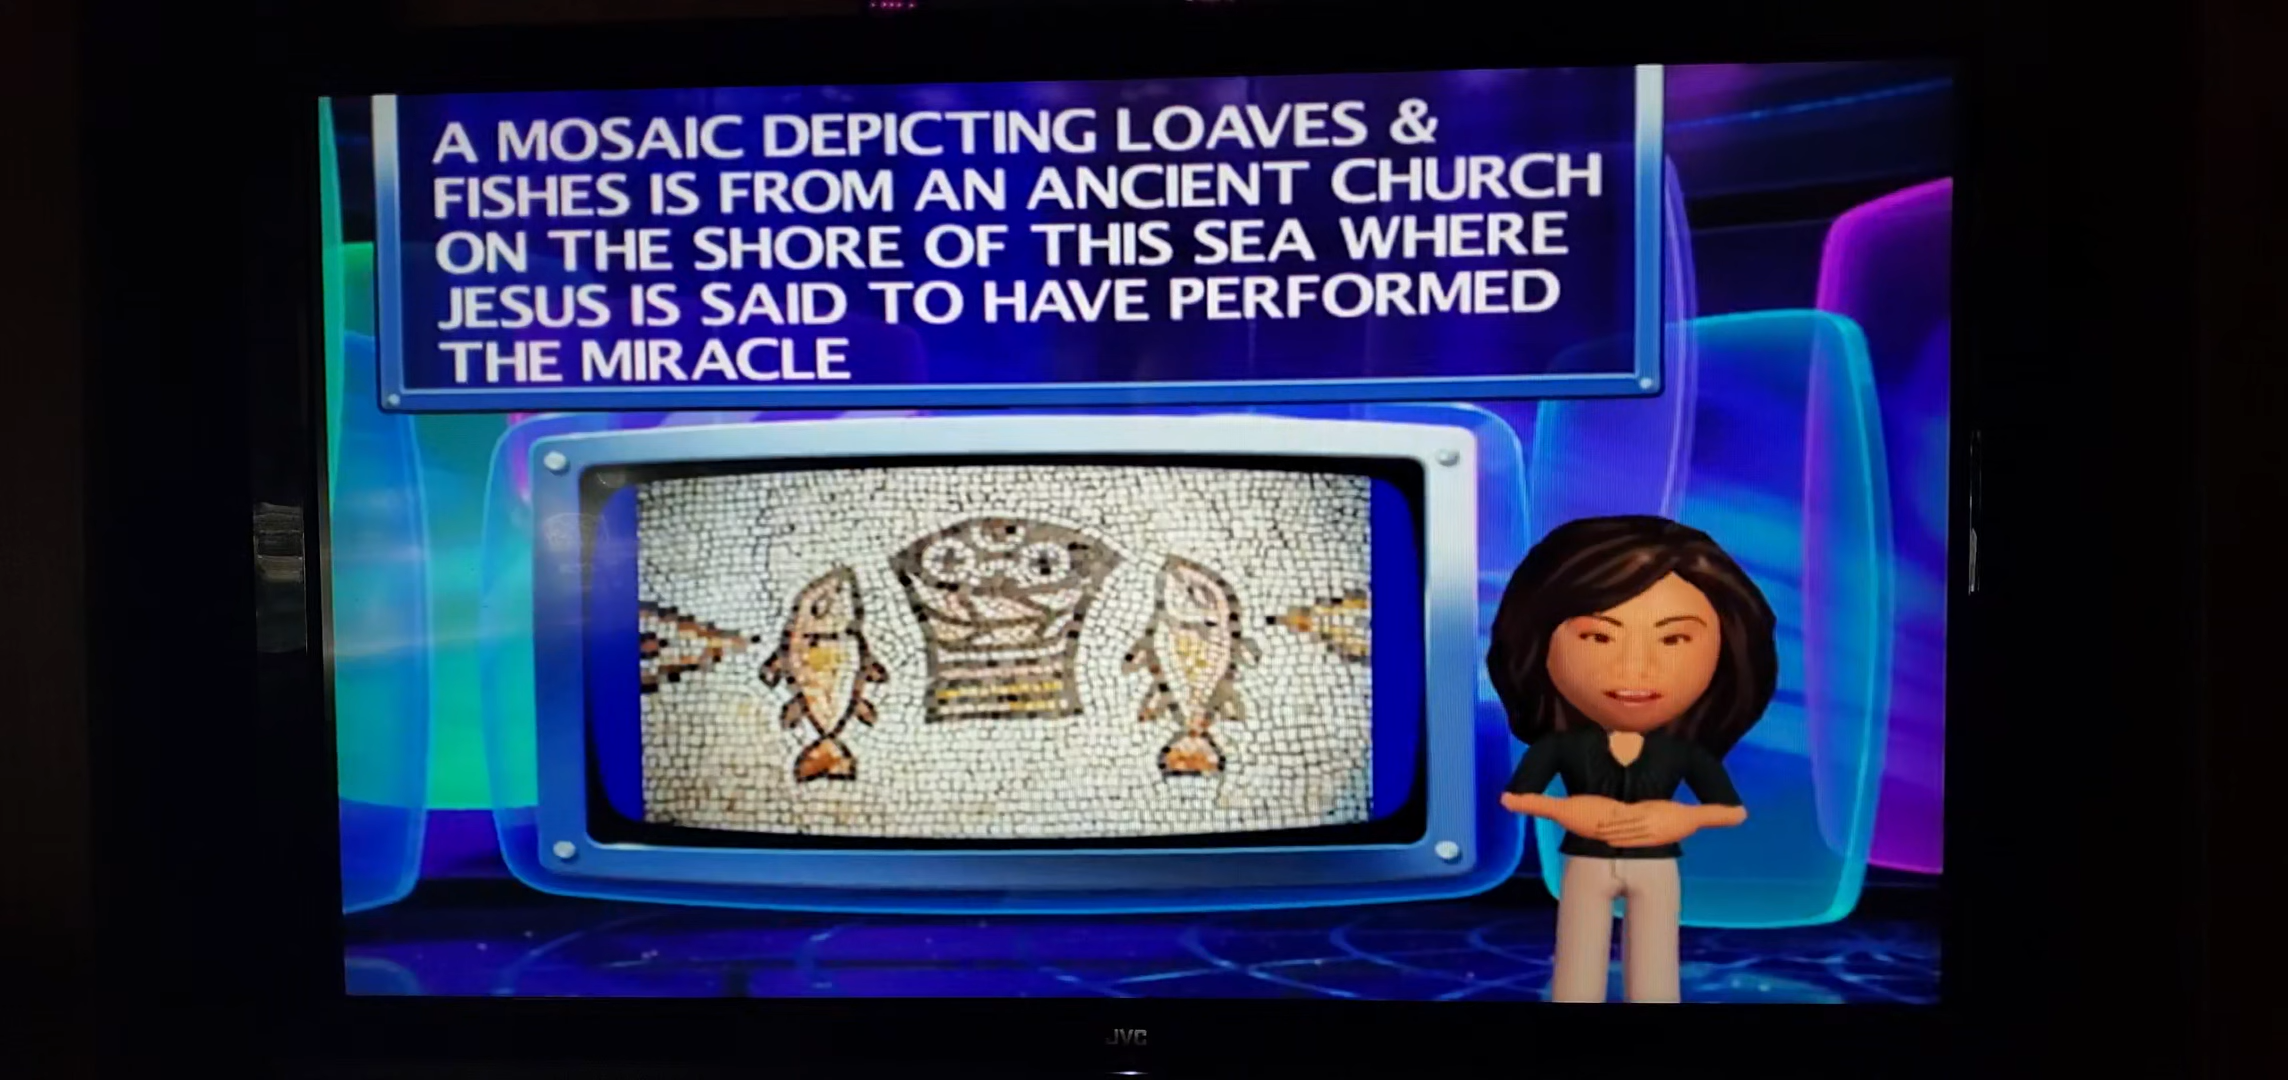 A MOSAIC DEPICTING LOAVES &
FISHES IS FROM AN ANCIENT CHURCH
ON THE SHORE OF THIS SEA WHERE
JESUS IS SAID TO HAVE PERFORMED
THE MIRACLE
JVC